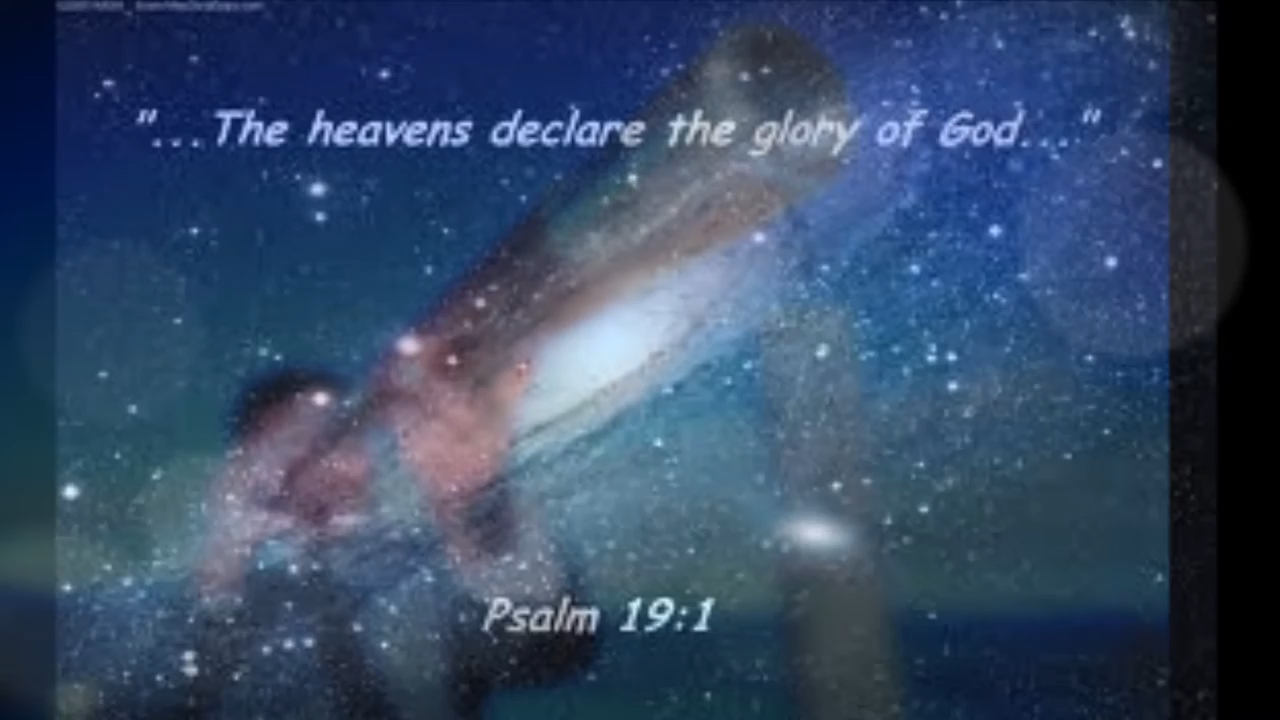 "...The heavens declare the glory of God..."
Psalm 19:1